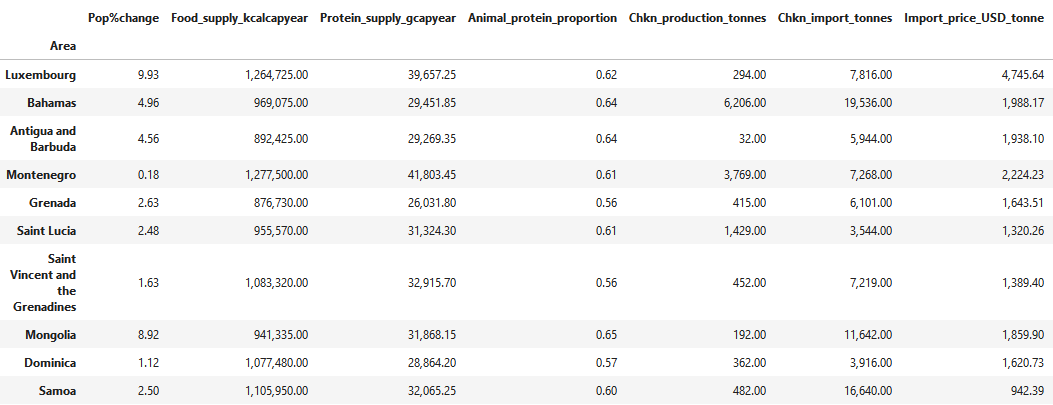 Pop%change Food_supply_kcalcapyear Protein_supply_gcapyear Animal_protein_proportion Chkn_production_tonnes Chkn_import_tonnes Import_price_USD_tonne
Area
Luxembourg 9.93 1,264,725.00 39,657.25 0.62 294.00 7,816.00 4,745.64
Bahamas 4.96 969,075.00 29,451.85 0.64 6,206.00 19,536.00 1,988.17
Antigua and
Barbuda 4.56 892,425.00 29,269.35 0.64 32.00 5,944.00 1,938.10
Montenegro 0.18 1,277,500.00 41,803.45 0.61 3,769.00 7,268.00 2,224.23
Grenada 2.63 876,730.00 26,031.80 0.56 415.00 6,101.00 1,643.51
Saint Lucia 2.48 955,570.00 31,324.30 0.61 1,429.00 3,544.00 1,320.26
Saint
Vincent and
the
Grenadines 1.63 1,083,320.00 32,915.70 0.56 452.00 7,219.00 1,389.40
Mongolia 8.92 941,335.00 31,868.15 0.65 192.00 11,642.00 1,859.90
Dominica 1.12 1,077,480.00 28,864.20 0.57 362.00 3,916.00 1,620.73
Samoa 2.50 1,105,950.00 32,065.25 0.60 482.00 16,640.00 942.39